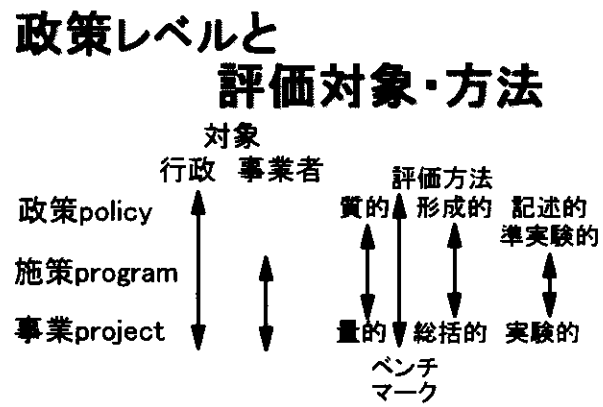 政策レベルと
評価対象・方法
対象
行政 事業者
評価方法
政策policy 質的 形成的 記述的
準実験的
施策program
事業project 量的 総括的 実験的
ベンチ
マーク